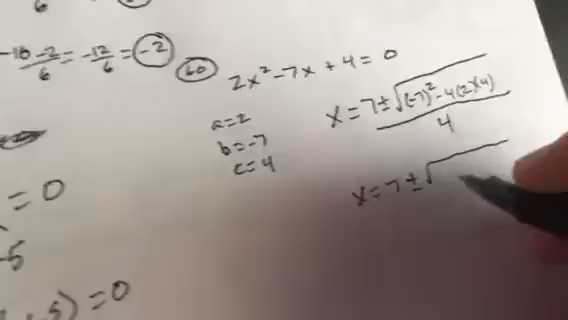 6
-10-2/6 = -12/6 = -2
60 2x² - 7x + 4 = 0
a=2
b=-7
c=4
x = 7 ± √(-7)² - 4(2)(4) / 4
x = 7 ± √
= 0
-5
5) = 0